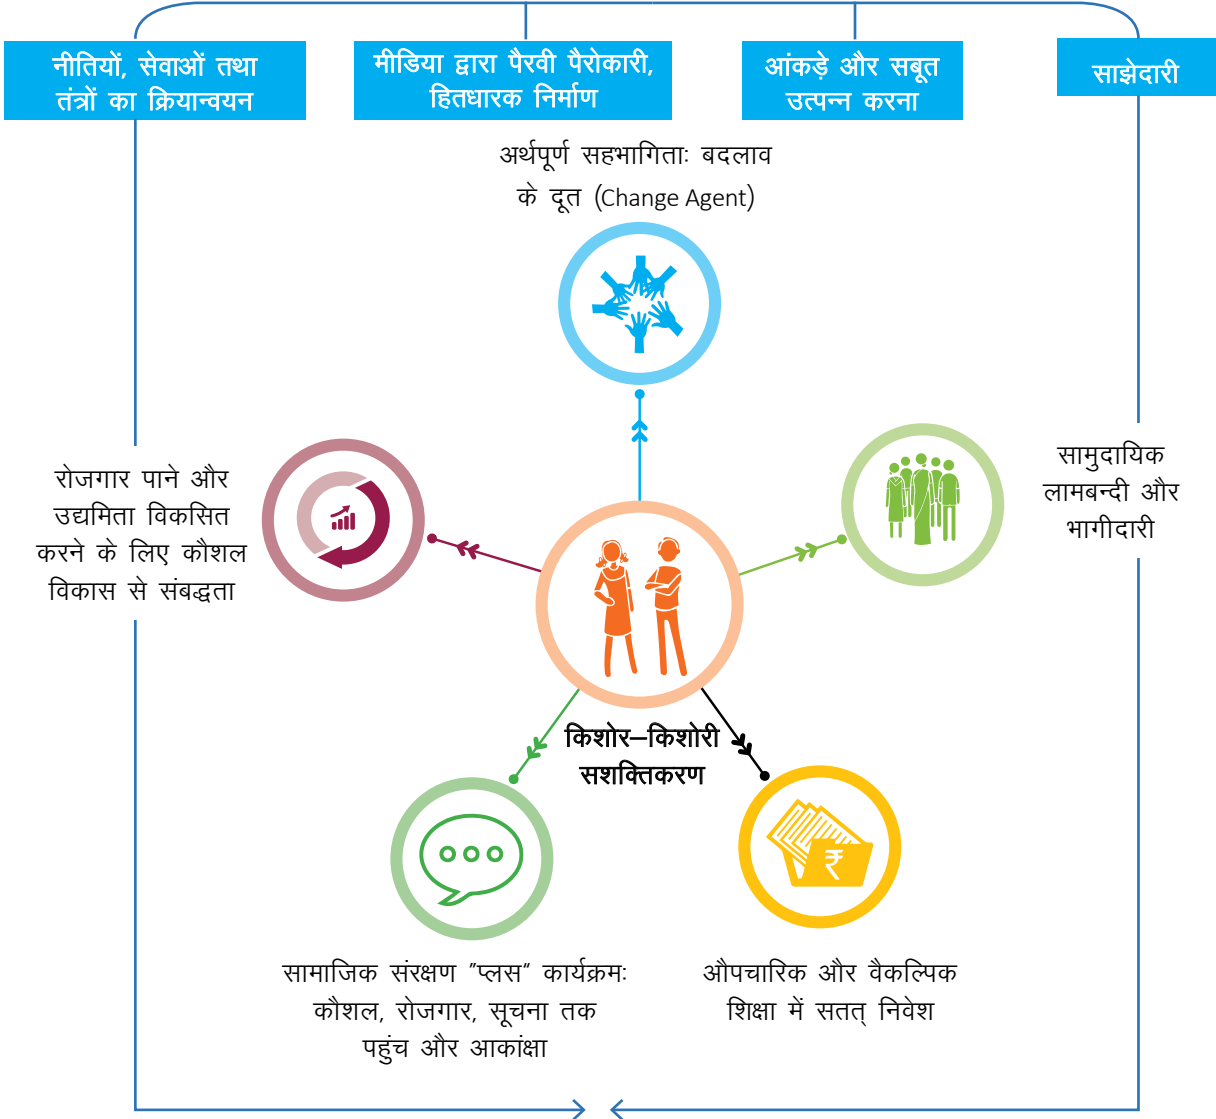 नीतियों, सेवाओं तथा
तंत्रों का क्रियान्वयन
मीडिया द्वारा पैरवी पैरोकारी,
हितधारक निर्माण
आंकड़े और सबूत
उत्पन्न करना
साझेदारी
अर्थपूर्ण सहभागिताः बदलाव
के दूत (Change Agent)
रोजगार पाने और
उद्यमिता विकसित
करने के लिए कौशल
विकास से संबद्धता
सामुदायिक
लामबन्दी और
भागीदारी
किशोर–किशोरी
सशक्तिकरण
₹
सामाजिक संरक्षण "प्लस" कार्यक्रमः
कौशल, रोजगार, सूचना तक
पहुंच और आकांक्षा
औपचारिक और वैकल्पिक
शिक्षा में सतत् निवेश